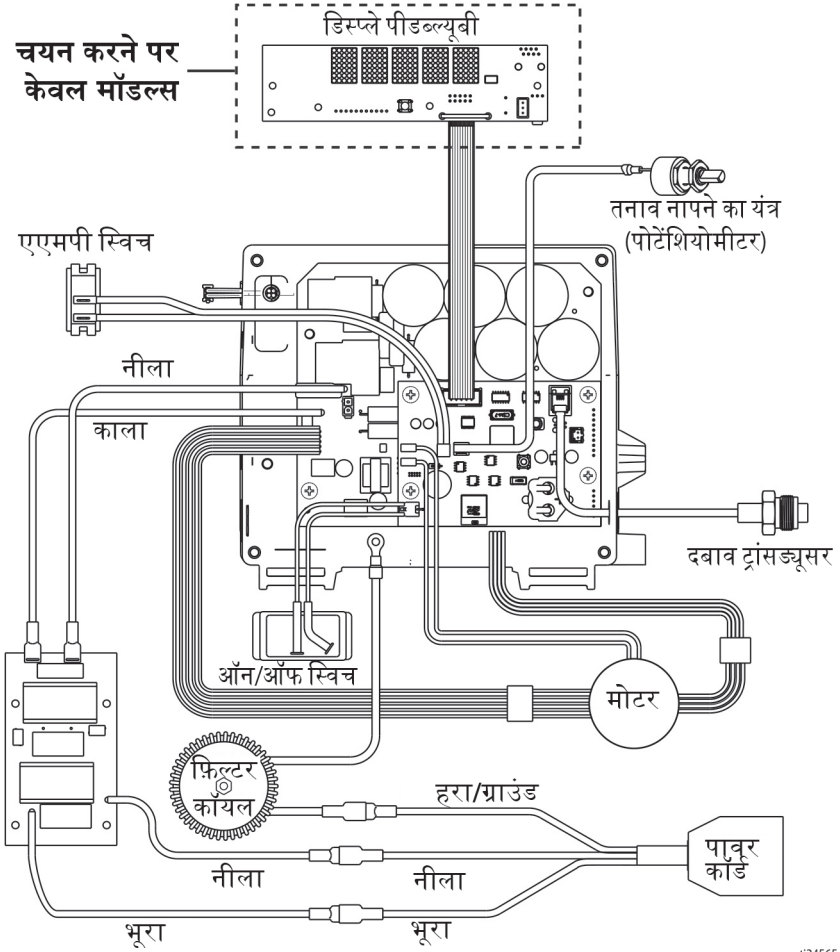 डिस्प्ले पीडब्ल्यूबी
चयन करने पर
केवल मॉडल्स
तनाव नापने का यंत्र
(पोटेंशियोमीटर)
एएमपी स्विच
नीला
काला
दबाव ट्रांसड्यूसर
ऑन/ऑफ स्विच
मोटर
फ़िल्टर
कॉयल
हरा/ग्राउंड
पावर
कॉर्ड
नीला
नीला
भूरा
भूरा